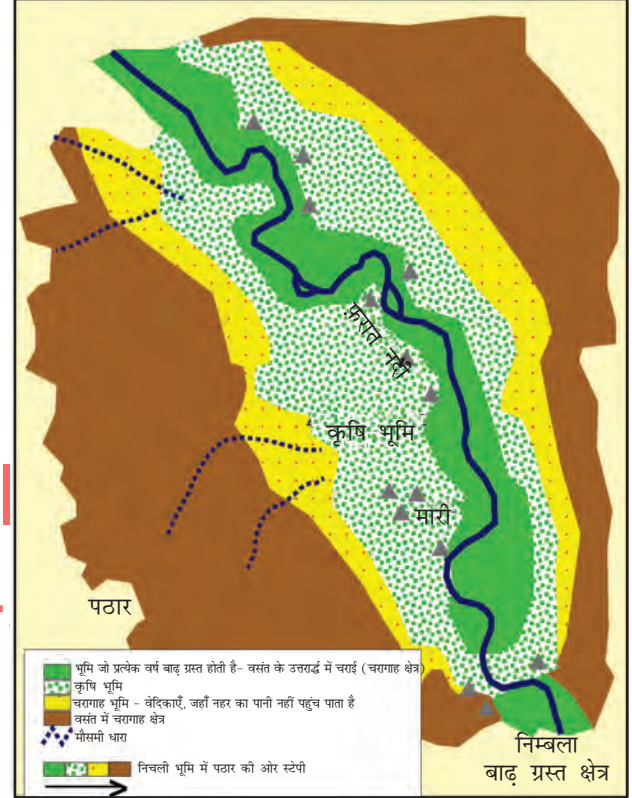 फ़रात नदी
कृषि भूमि
मारी
पठार
भूमि जो प्रत्येक वर्ष बाढ़ ग्रस्त होती है- वसंत के उत्तरार्द्ध में चराई (चरागाह क्षेत्र)
कृषि भूमि
चरागाह भूमि - वेदिकाएँ, जहाँ नहर का पानी नहीं पहुंच पाता है
वसंत में चरागाह क्षेत्र
मौसमी धारा
निचली भूमि में पठार की ओर स्टेपी
निम्बला
बाढ़ ग्रस्त क्षेत्र